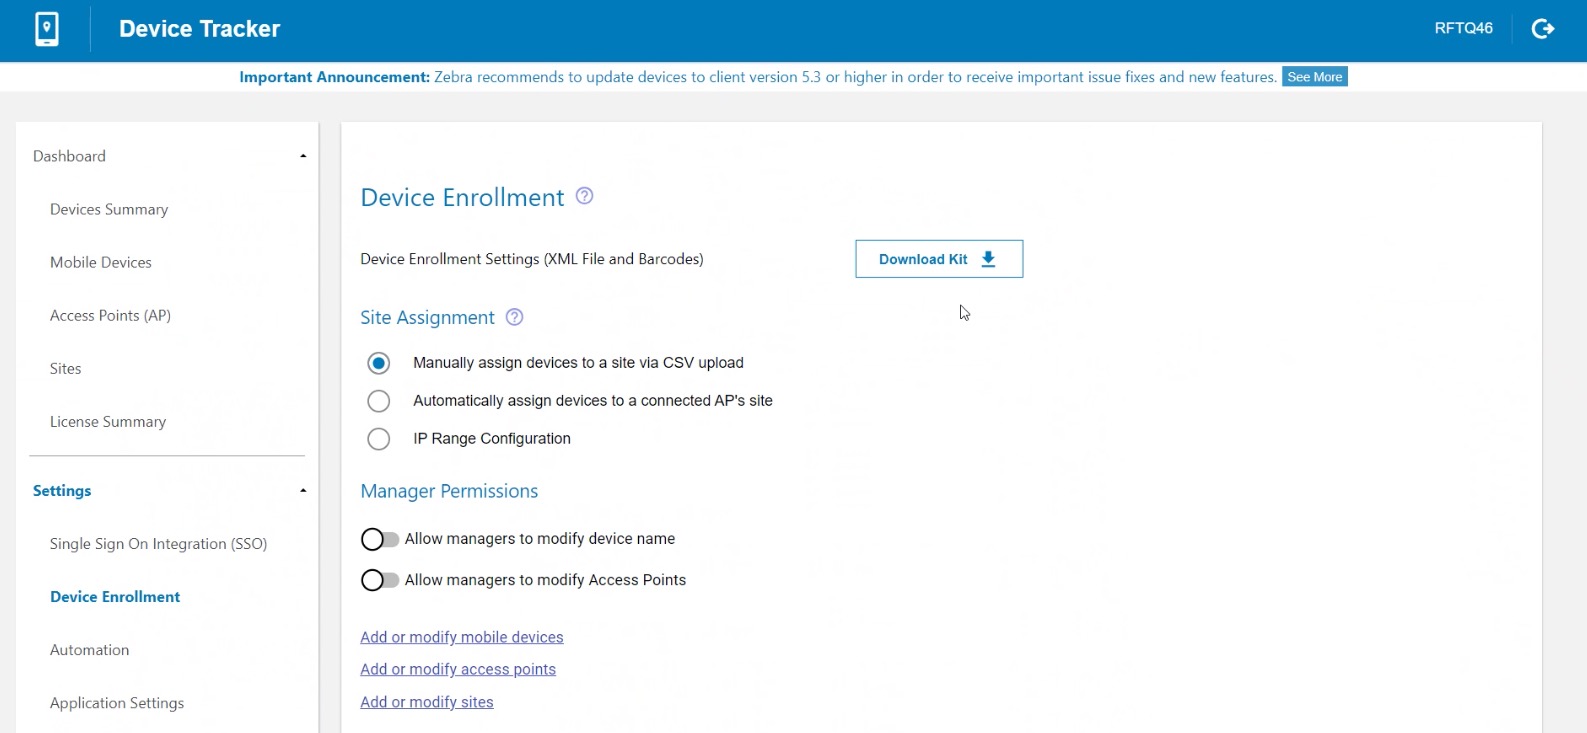 Device Tracker
RFTQ46
Important Announcement: Zebra recommends to update devices to client version 5.3 or higher in order to receive important issue fixes and new features. See More
Dashboard
Devices Summary
Mobile Devices
Access Points (AP)
Sites
License Summary
Settings
Single Sign On Integration (SSO)
Device Enrollment
Automation
Application Settings
Device Enrollment ?
Device Enrollment Settings (XML File and Barcodes) Download Kit
Site Assignment ?
Manually assign devices to a site via CSV upload
Automatically assign devices to a connected AP's site
IP Range Configuration
Manager Permissions
Allow managers to modify device name
Allow managers to modify Access Points
Add or modify mobile devices
Add or modify access points
Add or modify sites